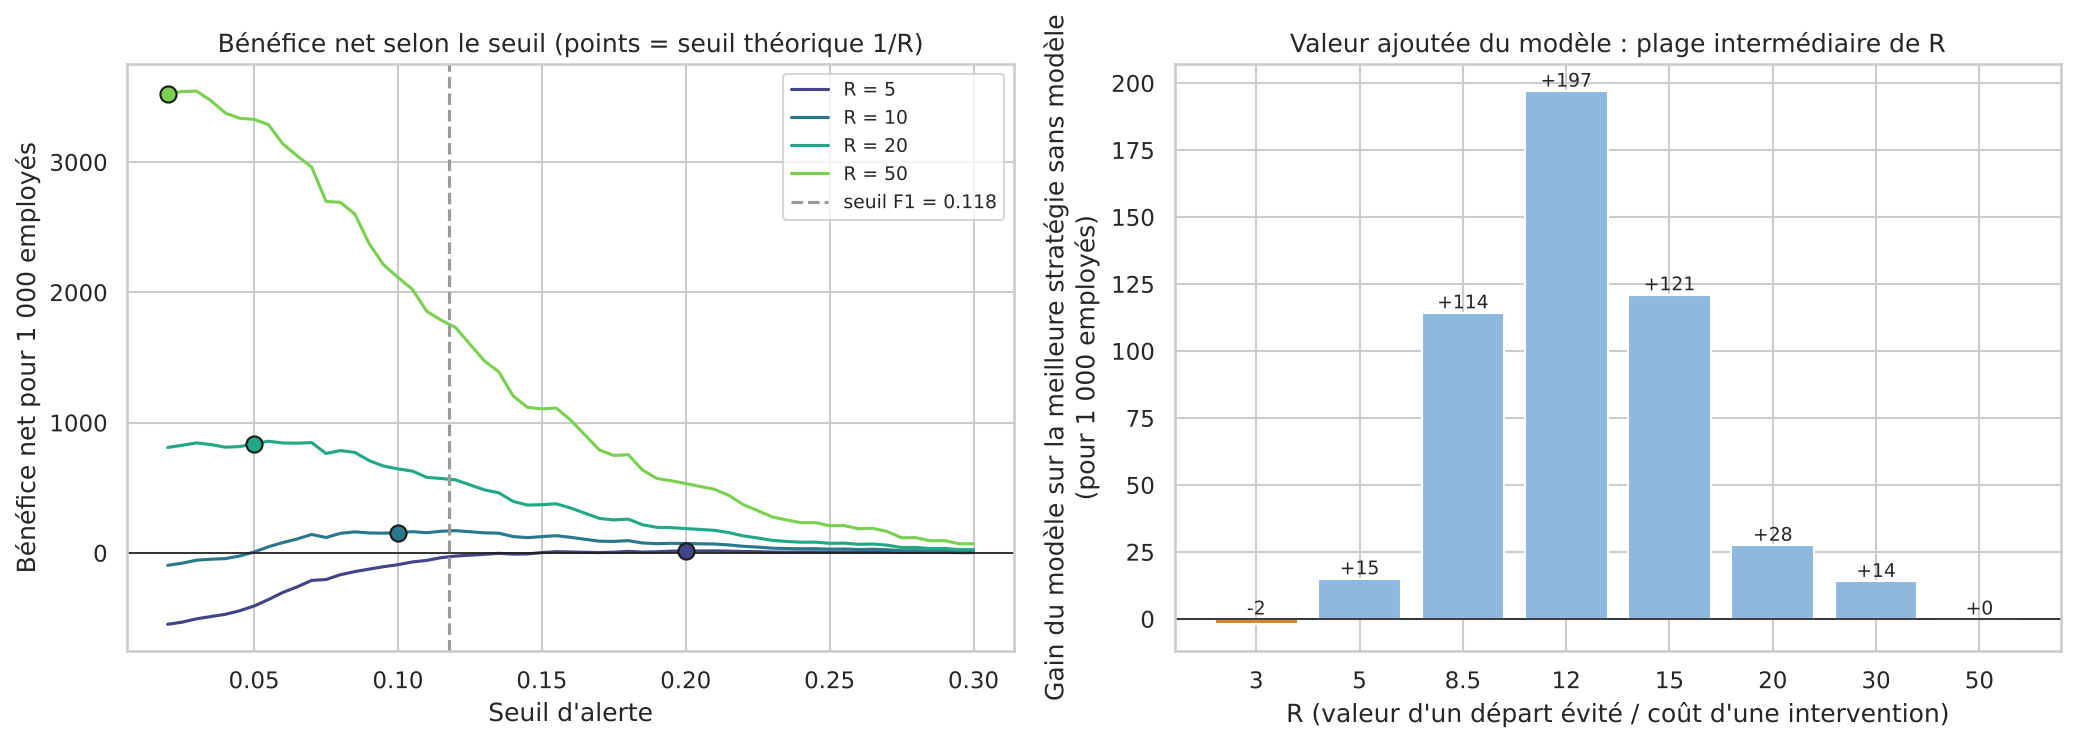 Bénéfice net selon le seuil (points = seuil théorique 1/R)
Bénéfice net pour 1 000 employés
3000
2000
1000
0
R = 5
R = 10
R = 20
R = 50
seuil F1 = 0.118
0.05
0.10
0.15
0.20
0.25
0.30
Seuil d'alerte
Valeur ajoutée du modèle : plage intermédiaire de R
Gain du modèle sur la meilleure stratégie sans modèle
(pour 1 000 employés)
200
175
150
125
100
75
50
25
0
-2
+15
+114
+197
+121
+28
+14
+0
3
5
8.5
12
15
20
30
50
R (valeur d'un départ évité / coût d'une intervention)